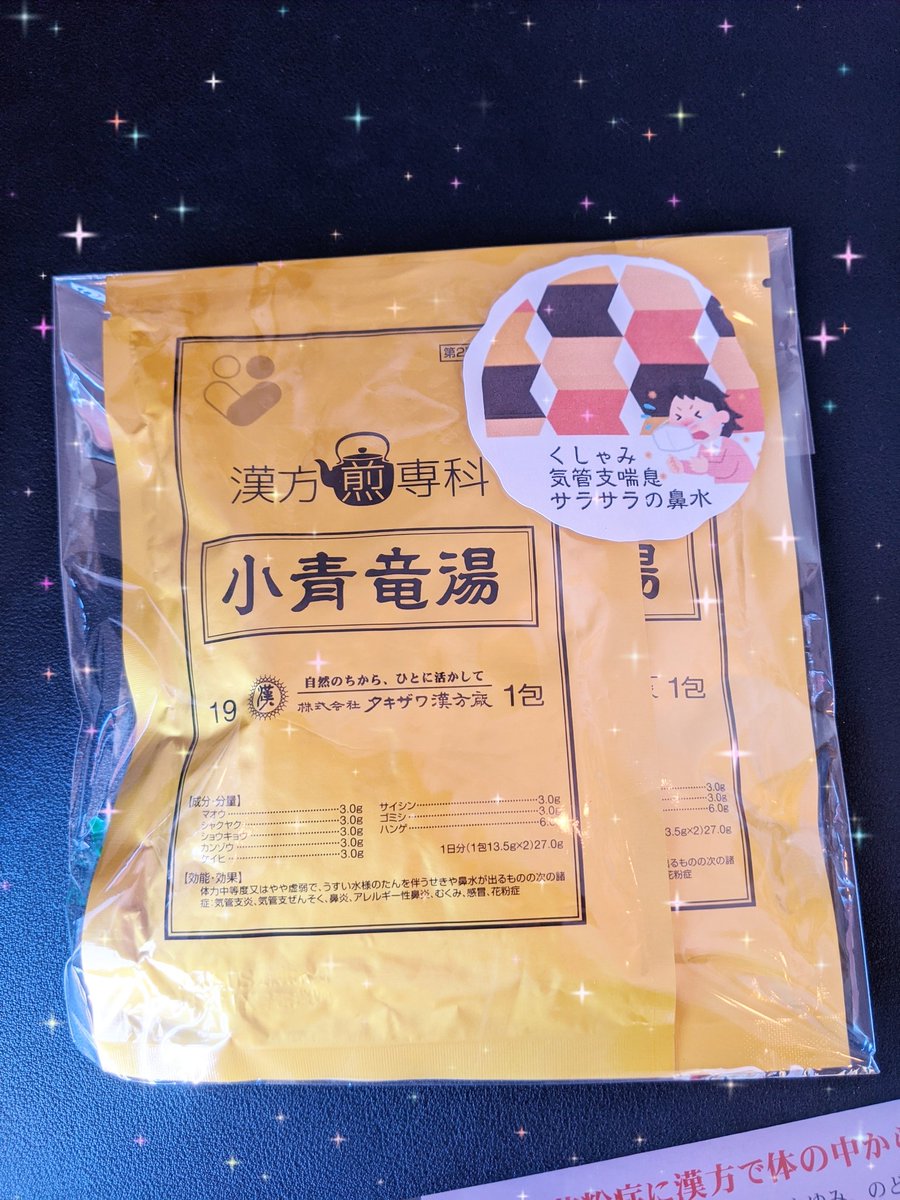 第2
くしゃみ
気管支喘息
サラサラの鼻水
漢方煎専科
小青竜湯
湯
自然のちから、ひとに活かして
19 漢 株式会社 タキザワ漢方廠 1包
1包
【成分・分量】
マオウ 3.0g
シャクヤク 3.0g
ショウキョウ 3.0g
カンゾウ 3.0g
ケイヒ 3.0g
サイシン 3.0g
ゴミシ 3.0g
ハンゲ 6.0g
1日分(1包13.5g×2)27.0g
【効能・効果】
体力中等度又はやや虚弱で、うすい水様のたんを伴うせきや鼻水が出るものの次の諸
症:気管支炎、気管支ぜんそく、鼻炎、アレルギー性鼻炎、むくみ、感冒、花粉症
3.0g
3.0g
6.0g
13.5g×2)27.0g
出るものの次の諸
花粉症
花粉症に漢方で体の中から